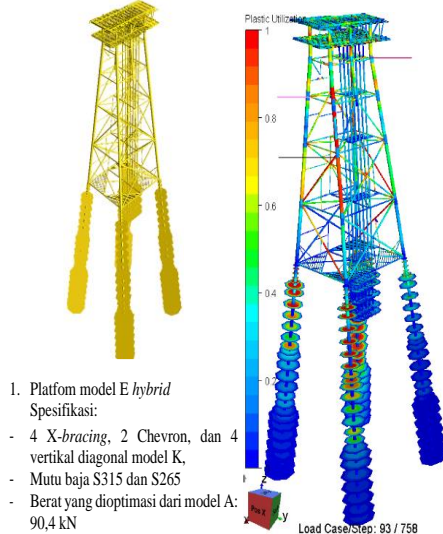 Plastic Utilization
1
0.8
0.6
0.4
0.2
1. Platfom model E hybrid
Spesifikasi:
- 4 X-bracing, 2 Chevron, dan 4
vertikal diagonal model K,
- Mutu baja S315 dan S265
- Berat yang dioptimasi dari model A:
90,4 kN
z
Pos X
x
y
Load Case/Step: 93 / 758